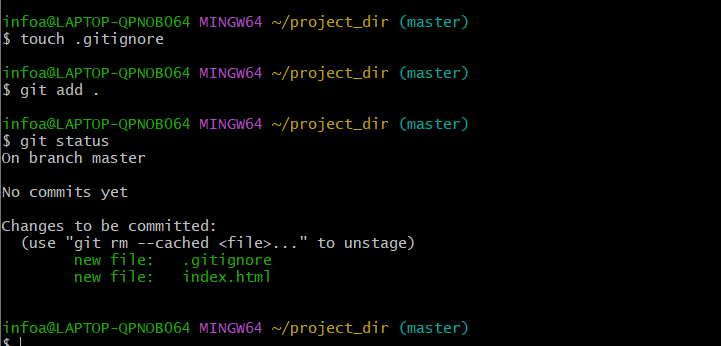 infoa@LAPTOP-QPNOB064 MINGW64 ~/project_dir (master)
$ touch .gitignore
infoa@LAPTOP-QPNOB064 MINGW64 ~/project_dir (master)
$ git add .
infoa@LAPTOP-QPNOB064 MINGW64 ~/project_dir (master)
$ git status
On branch master
No commits yet
Changes to be committed:
  (use "git rm --cached <file>..." to unstage)
        new file:   .gitignore
        new file:   index.html
infoa@LAPTOP-QPNOB064 MINGW64 ~/project_dir (master)
$